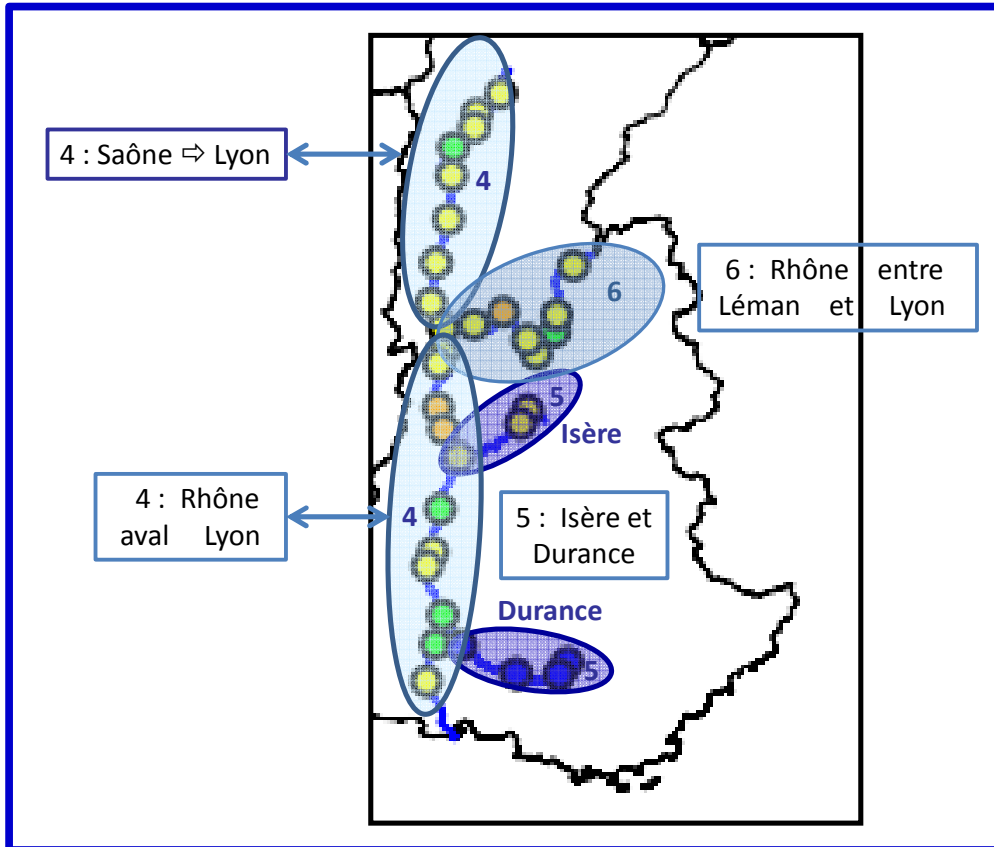 4 : Saône ⇨ Lyon
4
6
6 : Rhône entre
Léman et Lyon
5
Isère
4 : Rhône
aval Lyon
4
5 : Isère et
Durance
Durance
5